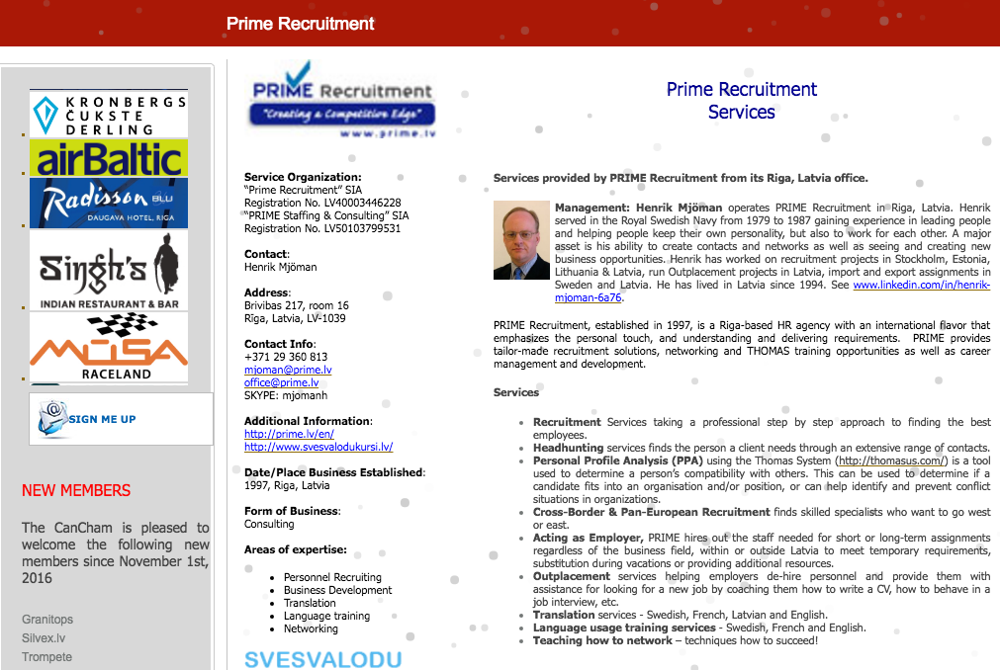 Prime Recruitment
KRONBERGS
ČUKSTE
DERLING
airBaltic
Radisson BLU
DAUGAVA HOTEL, RIGA
Singh's
INDIAN RESTAURANT & BAR
MŪSA
RACELAND
SIGN ME UP
NEW MEMBERS
The CanCham is pleased to
welcome the following new
members since November 1st,
2016
Granitops
Silvex.lv
Trompete
PRIME Recruitment
"Creating a Competitive Edge"
www.prime.lv
Service Organization:
"Prime Recruitment" SIA
Registration No. LV40003446228
"PRIME Staffing & Consulting" SIA
Registration No. LV50103799531
Contact:
Henrik Mjöman
Address:
Brivibas 217, room 16
Rīga, Latvia, LV-1039
Contact Info:
+371 29 360 813
mjoman@prime.lv
office@prime.lv
SKYPE: mjomanh
Additional Information:
http://prime.lv/en/
http://www.svesvalodukursi.lv/
Date/Place Business Established:
1997, Riga, Latvia
Form of Business:
Consulting
Areas of expertise:
Personnel Recruiting
Business Development
Translation
Language training
Networking
SVESVALODU
Prime Recruitment
Services
Services provided by PRIME Recruitment from its Riga, Latvia office.
Management: Henrik Mjöman operates PRIME Recruitment in Riga, Latvia. Henrik
served in the Royal Swedish Navy from 1979 to 1987 gaining experience in leading people
and helping people keep their own personality, but also to work for each other. A major
asset is his ability to create contacts and networks as well as seeing and creating new
business opportunities. Henrik has worked on recruitment projects in Stockholm, Estonia,
Lithuania & Latvia, run Outplacement projects in Latvia, import and export assignments in
Sweden and Latvia. He has lived in Latvia since 1994. See www.linkedin.com/in/henrik-
mjoman-6a76.
PRIME Recruitment, established in 1997, is a Riga-based HR agency with an international flavor that
emphasizes the personal touch, and understanding and delivering requirements. PRIME provides
tailor-made recruitment solutions, networking and THOMAS training opportunities as well as career
management and development.
Services
Recruitment Services taking a professional step by step approach to finding the best
employees.
Headhunting services finds the person a client needs through an extensive range of contacts.
Personal Profile Analysis (PPA) using the Thomas System (http://thomasus.com/) is a tool
used to determine a person's compatibility with others. This can be used to determine if a
candidate fits into an organisation and/or position, or can help identify and prevent conflict
situations in organizations.
Cross-Border & Pan-European Recruitment finds skilled specialists who want to go west
or east.
Acting as Employer, PRIME hires out the staff needed for short or long-term assignments
regardless of the business field, within or outside Latvia to meet temporary requirements,
substitution during vacations or providing additional resources.
Outplacement services helping employers de-hire personnel and provide them with
assistance for looking for a new job by coaching them how to write a CV, how to behave in a
job interview, etc.
Translation services - Swedish, French, Latvian and English.
Language usage training services - Swedish, French and English.
Teaching how to network – techniques how to succeed!